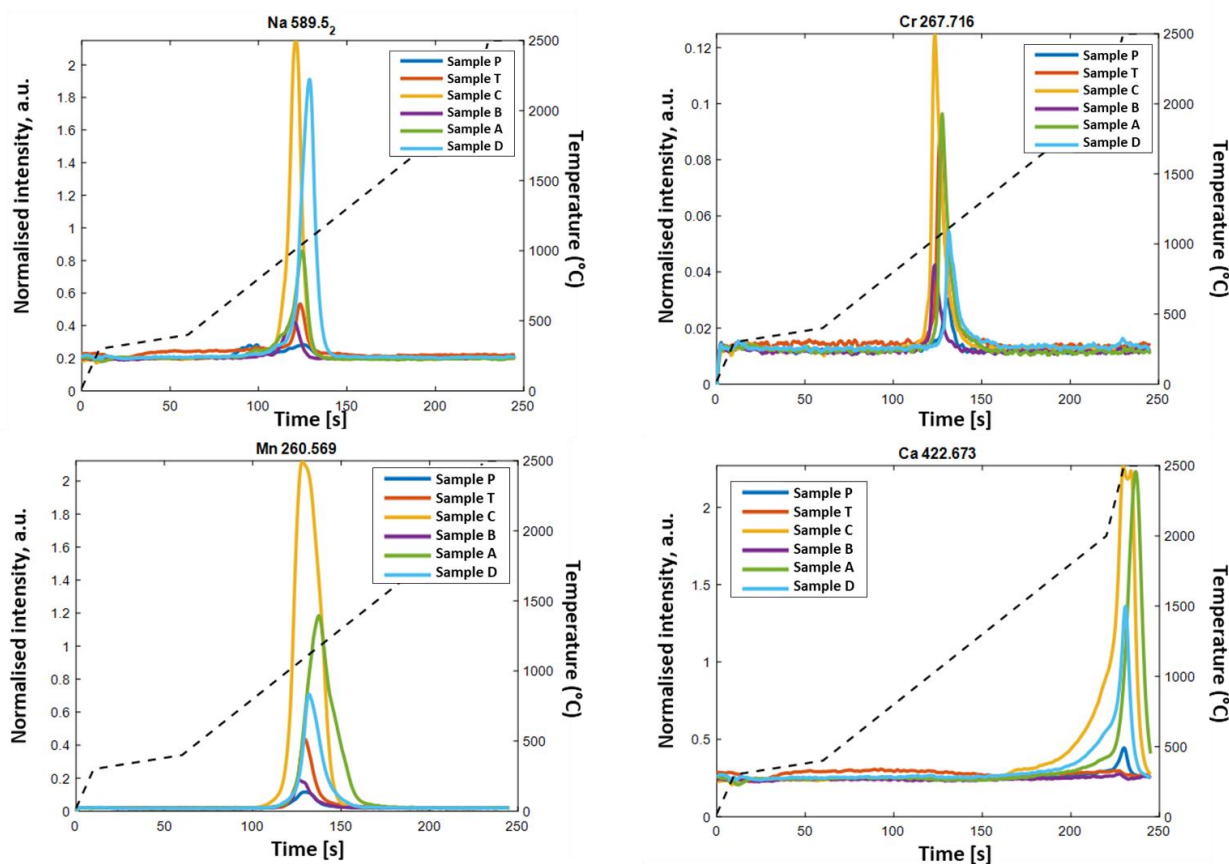 Na 589.5₂
Normalised intensity, a.u.
2
1.8
1.6
1.4
1.2
1
0.8
0.6
0.4
0.2
0
Sample P
Sample T
Sample C
Sample B
Sample A
Sample D
2500
2000
1500
1000
500
0
Temperature (°C)
0 50 100 150 200 250
Time [s]
Cr 267.716
Normalised intensity, a.u.
0.12
0.1
0.08
0.06
0.04
0.02
0
Sample P
Sample T
Sample C
Sample B
Sample A
Sample D
2500
2000
1500
1000
500
0
Temperature (°C)
0 50 100 150 200 250
Time [s]
Mn 260.569
Normalised intensity, a.u.
2
1.8
1.6
1.4
1.2
1
0.8
0.6
0.4
0.2
0
Sample P
Sample T
Sample C
Sample B
Sample A
Sample D
2500
2000
1500
1000
500
0
Temperature (°C)
0 50 100 150 200 250
Time [s]
Ca 422.673
Normalised intensity, a.u.
2
1.5
1
0.5
0
Sample P
Sample T
Sample C
Sample B
Sample A
Sample D
2500
2000
1500
1000
500
0
Temperature (°C)
0 50 100 150 200 250
Time [s]